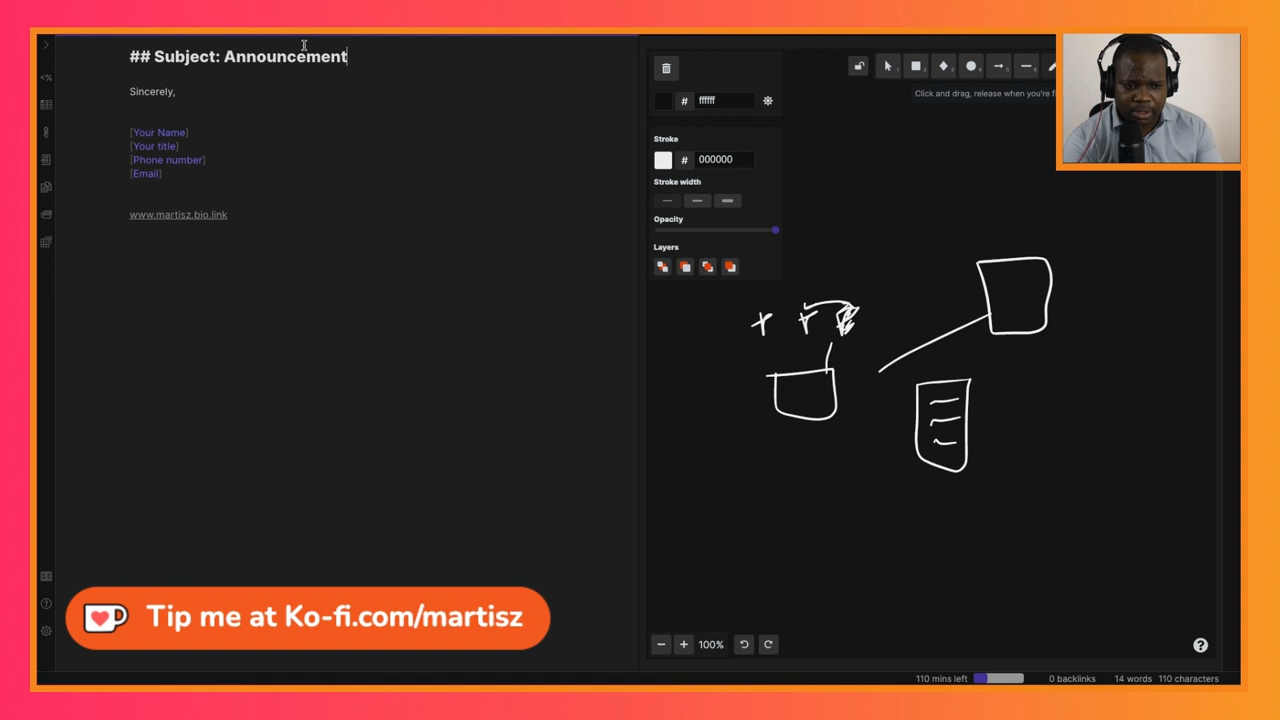 ## Subject: Announcement
Sincerely,
[Your Name]
[Your title]
[Phone number]
[Email]
www.martisz.bio.link
Tip me at Ko-fi.com/martisz
# ffffff
Stroke
# 000000
Stroke width
Opacity
Layers
Click and drag, release when you're fi
100%
110 mins left
0 backlinks
14 words
110 characters